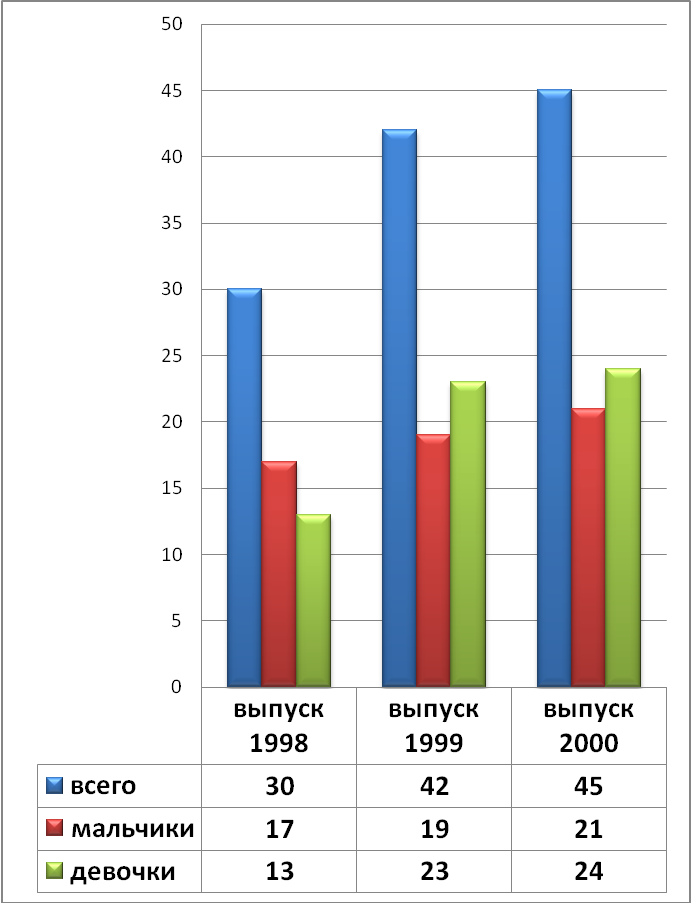 50
45
40
35
30
25
20
15
10
5
0
выпуск 1998
выпуск 1999
выпуск 2000
всего 30 42 45
мальчики 17 19 21
девочки 13 23 24